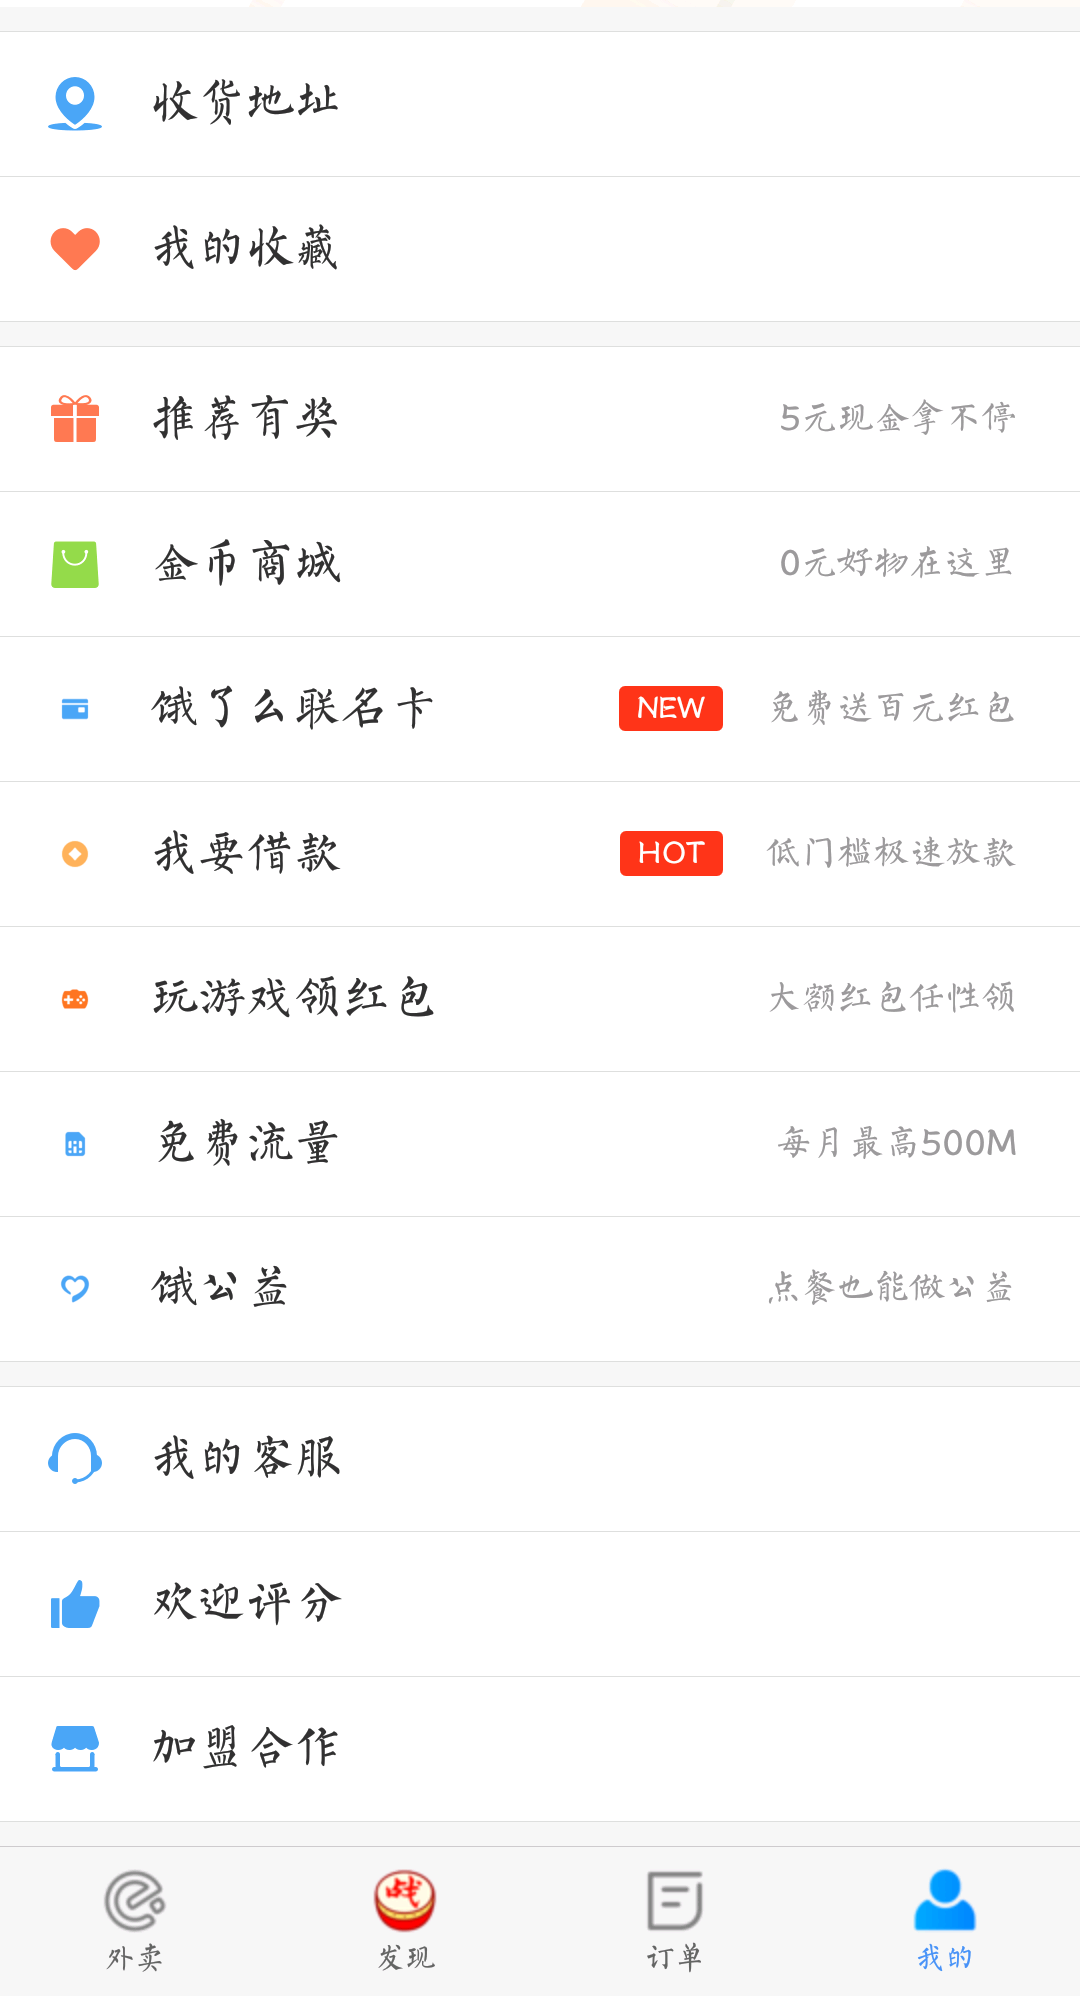 收货地址
我的收藏
推荐有奖 5元现金拿不停
金币商城 0元好物在这里
饿了么联名卡 NEW 免费送百元红包
我要借款 HOT 低门槛极速放款
玩游戏领红包 大额红包任性领
免费流量 每月最高500M
饿公益 点餐也能做公益
我的客服
欢迎评分
加盟合作
战
外卖 发现 订单 我的